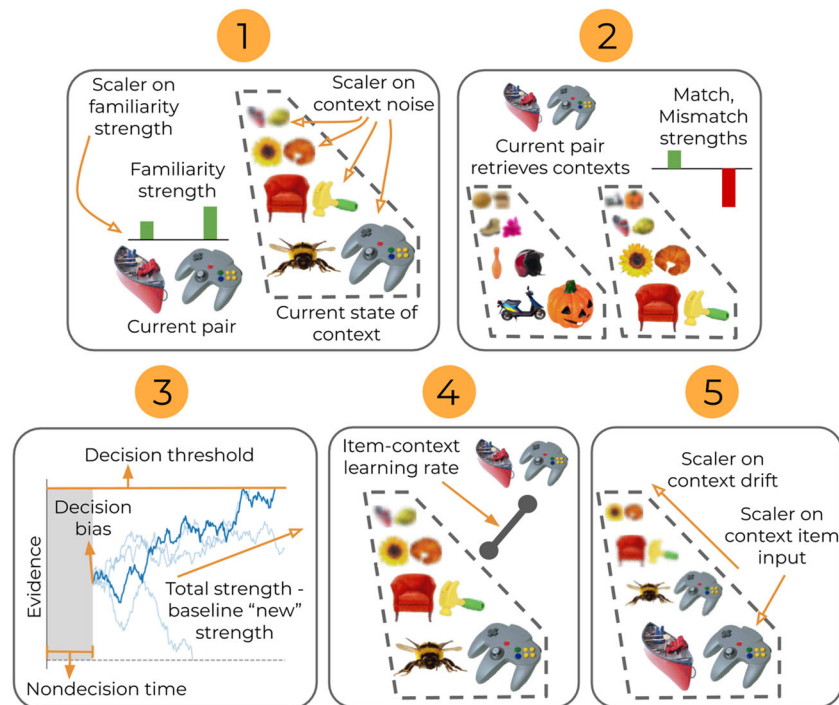 1
Scaler on
familiarity
strength
Scaler on
context noise
Familiarity
strength
Current pair
Current state of
context
2
Current pair
retrieves contexts
Match,
Mismatch
strengths
3
Decision threshold
Decision
bias
Evidence
Total strength -
baseline “new”
strength
Nondecision time
4
Item-context
learning rate
5
Scaler on
context drift
Scaler on
context item
input